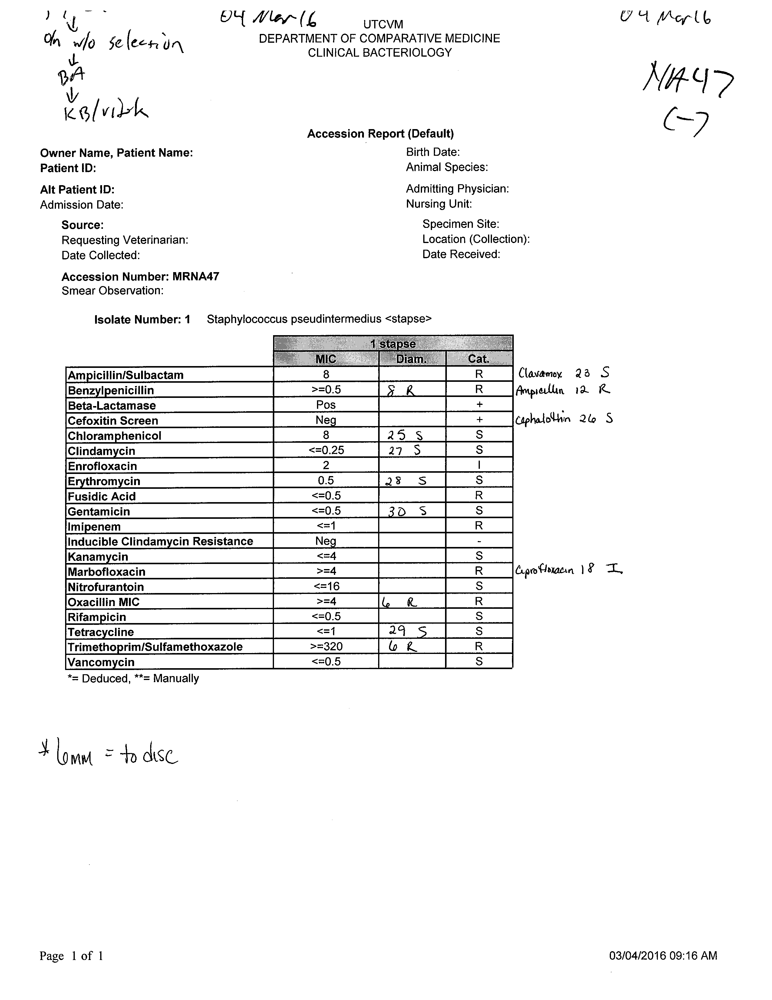 04 Mar 16
04 Mar 16
o/n w/o selection
BA
KB/vitek
UTCVM
DEPARTMENT OF COMPARATIVE MEDICINE
CLINICAL BACTERIOLOGY
NA47
(-)
Accession Report (Default)
Owner Name, Patient Name:
Birth Date:
Patient ID:
Animal Species:
Alt Patient ID:
Admitting Physician:
Admission Date:
Nursing Unit:
Source:
Specimen Site:
Requesting Veterinarian:
Location (Collection):
Date Collected:
Date Received:
Accession Number: MRNA47
Smear Observation:
Isolate Number: 1 Staphylococcus pseudintermedius <stapse>
1 stapse
MIC Diam. Cat.
Ampicillin/Sulbactam 8 R Clavamox 23 S
Benzylpenicillin >=0.5 8 R R Ampicillin 12 R
Beta-Lactamase Pos +
Cefoxitin Screen Neg + Cephalothin 26 S
Chloramphenicol 8 25 S S
Clindamycin <=0.25 27 S S
Enrofloxacin 2 I
Erythromycin 0.5 28 S S
Fusidic Acid <=0.5 R
Gentamicin <=0.5 30 S S
Imipenem <=1 R
Inducible Clindamycin Resistance Neg -
Kanamycin <=4 S
Marbofloxacin >=4 R Ciprofloxacin 18 I
Nitrofurantoin <=16 S
Oxacillin MIC >=4 6 R R
Rifampicin <=0.5 S
Tetracycline <=1 29 S S
Trimethoprim/Sulfamethoxazole >=320 6 R R
Vancomycin <=0.5 S
*= Deduced, **= Manually
* 6mm = to disc
Page 1 of 1
03/04/2016 09:16 AM